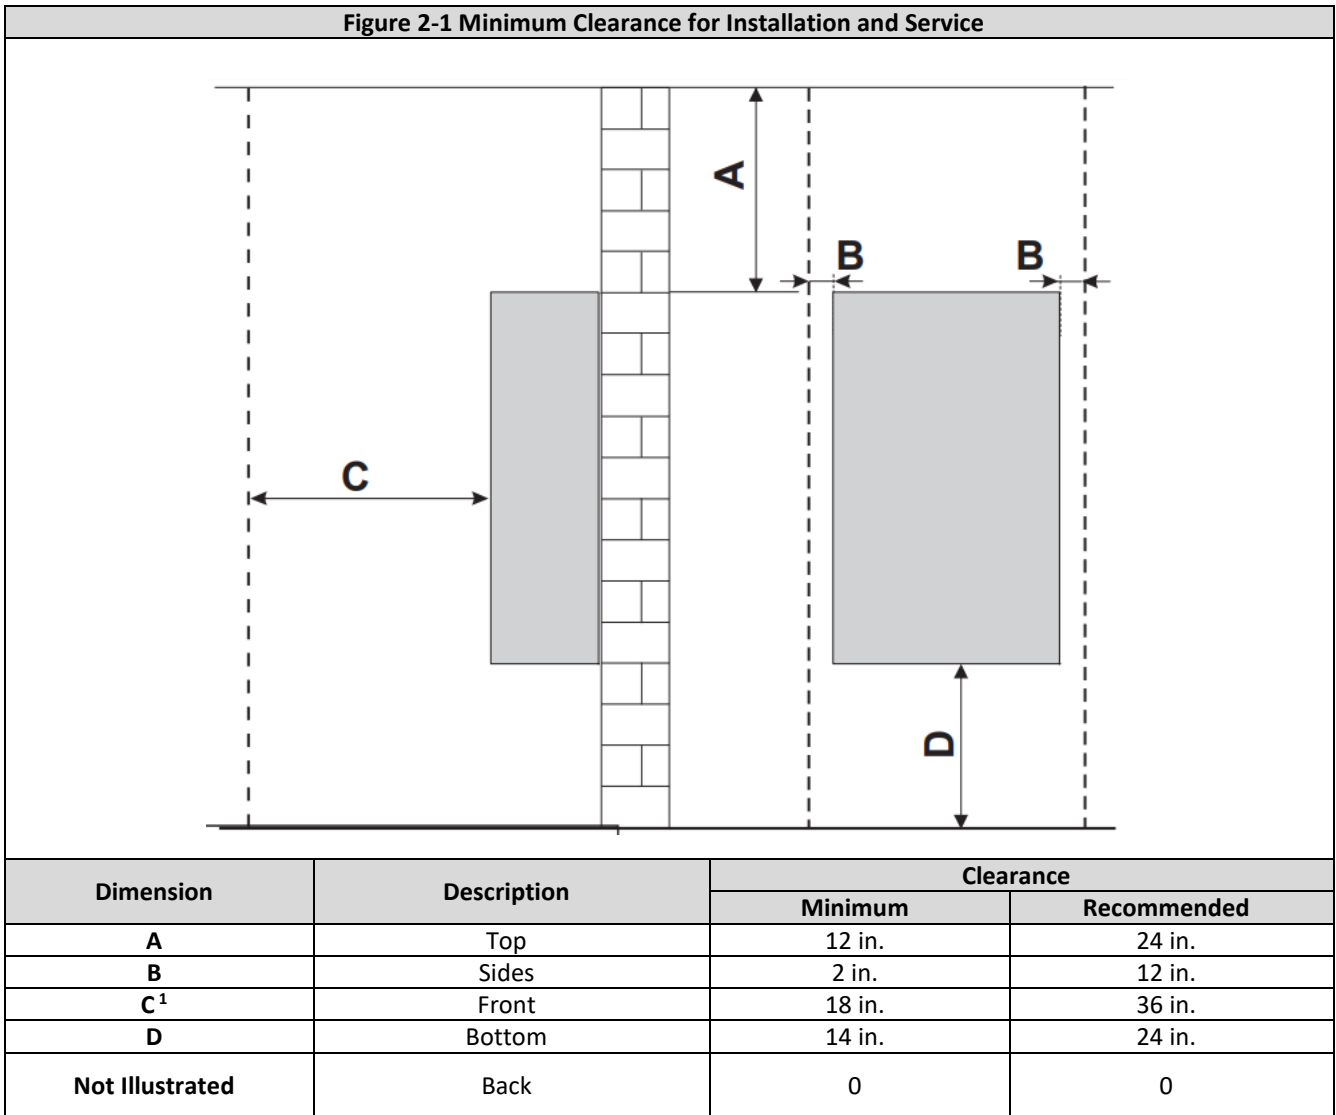 Figure 2-1 Minimum Clearance for Installation and Service
A
B
B
C
D
Dimension Description Clearance
Minimum Recommended
A Top 12 in. 24 in.
B Sides 2 in. 12 in.
C 1 Front 18 in. 36 in.
D Bottom 14 in. 24 in.
Not Illustrated Back 0 0